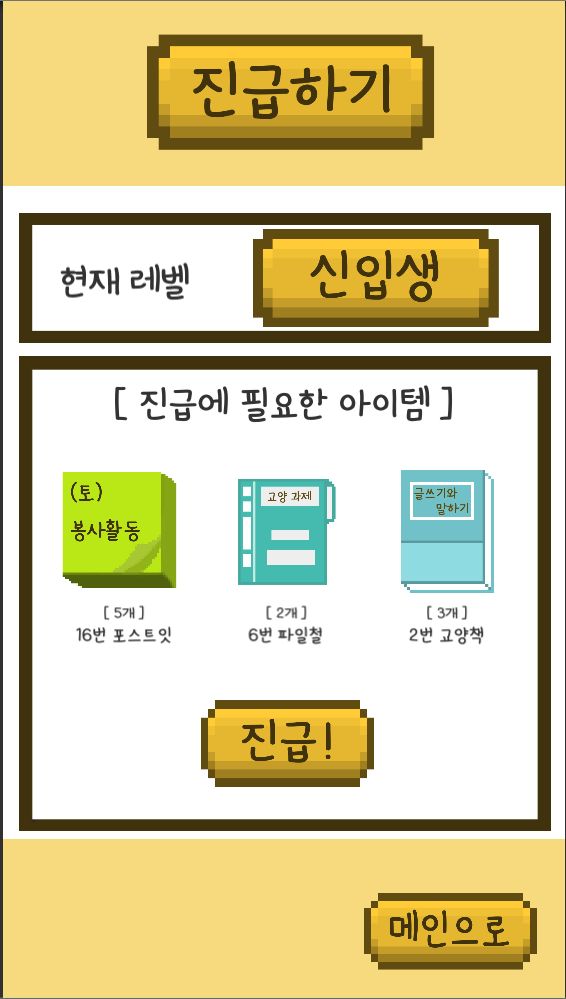 진급하기
현재 레벨
신입생
[ 진급에 필요한 아이템 ]
(토)
봉사활동
교양 과제
글쓰기와
말하기
[ 5개 ]
16번 포스트잇
[ 2개 ]
6번 파일철
[ 3개 ]
2번 교양책
진급!
메인으로